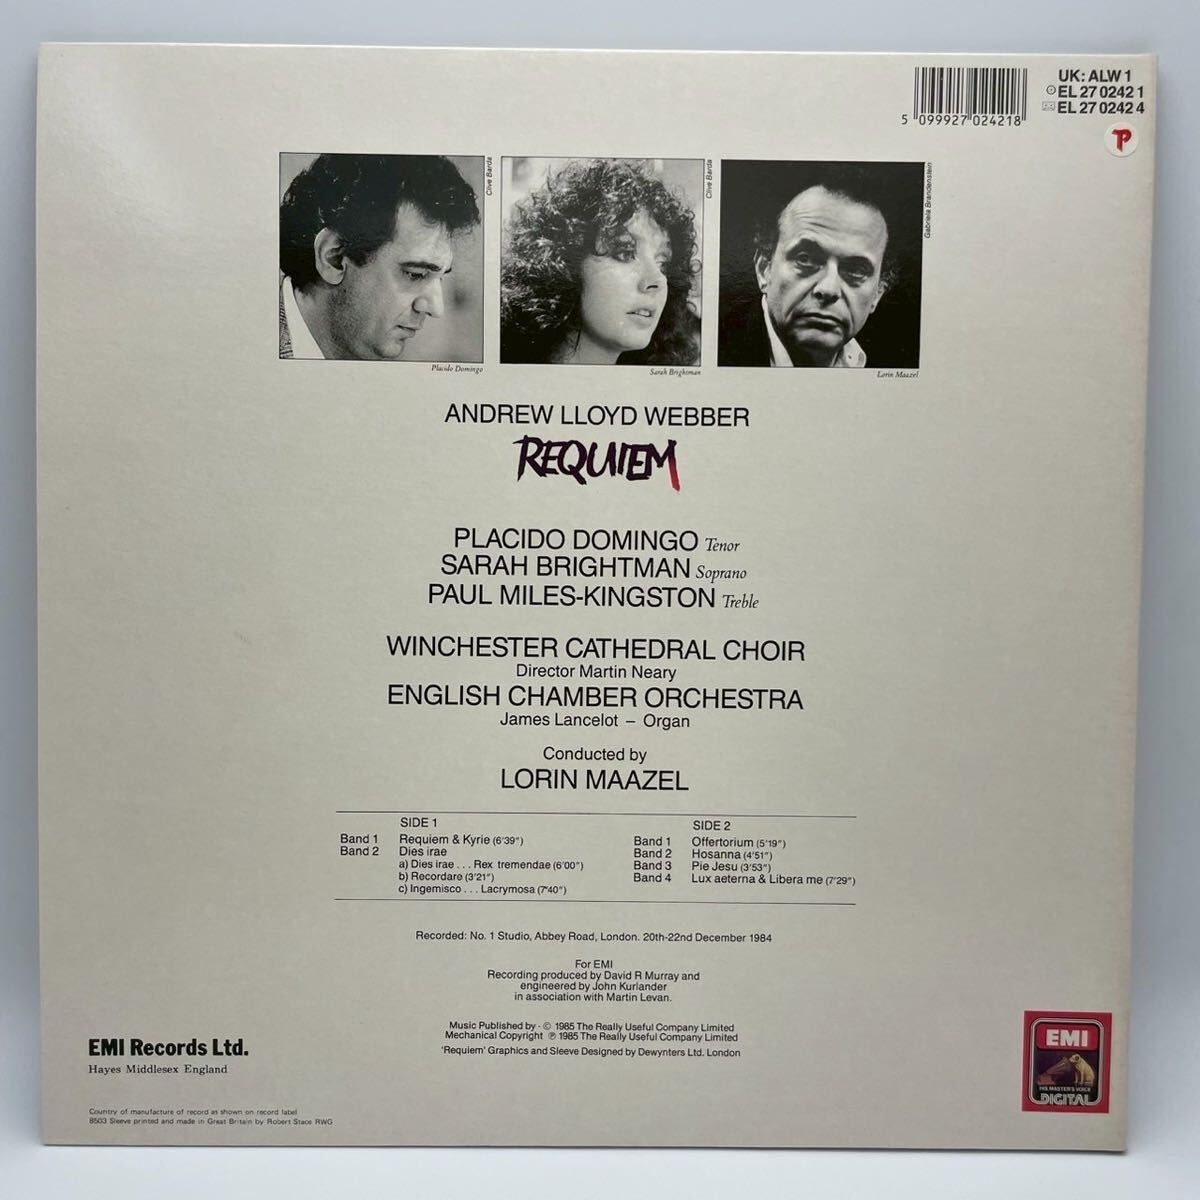 UK: ALW 1
EL 27 0242 1
EL 27 0242 4
5 099927 024218
P
Clive Barda
Clive Barda
Gabriela Brandenstein
Placido Domingo
Sarah Brightman
Lorin Maazel
ANDREW LLOYD WEBBER
REQUIEM
PLACIDO DOMINGO Tenor
SARAH BRIGHTMAN Soprano
PAUL MILES-KINGSTON Treble
WINCHESTER CATHEDRAL CHOIR
Director Martin Neary
ENGLISH CHAMBER ORCHESTRA
James Lancelot – Organ
Conducted by
LORIN MAAZEL
SIDE 1
Band 1 Requiem & Kyrie (6'39")
Band 2 Dies irae
a) Dies irae . . . Rex tremendae (6'00")
b) Recordare (3'21")
c) Ingemisco . . . Lacrymosa (7'40")
SIDE 2
Band 1 Offertorium (5'19")
Band 2 Hosanna (4'51")
Band 3 Pie Jesu (3'53")
Band 4 Lux aeterna & Libera me (7'29")
Recorded: No. 1 Studio, Abbey Road, London. 20th-22nd December 1984
For EMI
Recording produced by David R Murray and
engineered by John Kurlander
in association with Martin Levan.
Music Published by · © 1985 The Really Useful Company Limited
Mechanical Copyright ℗ 1985 The Really Useful Company Limited
'Requiem' Graphics and Sleeve Designed by Dewynters Ltd. London
EMI Records Ltd.
Hayes Middlesex England
Country of manufacture of record as shown on record label
8503 Sleeve printed and made in Great Britain by Robert Stace RWG
EMI
HIS MASTER'S VOICE
DIGITAL